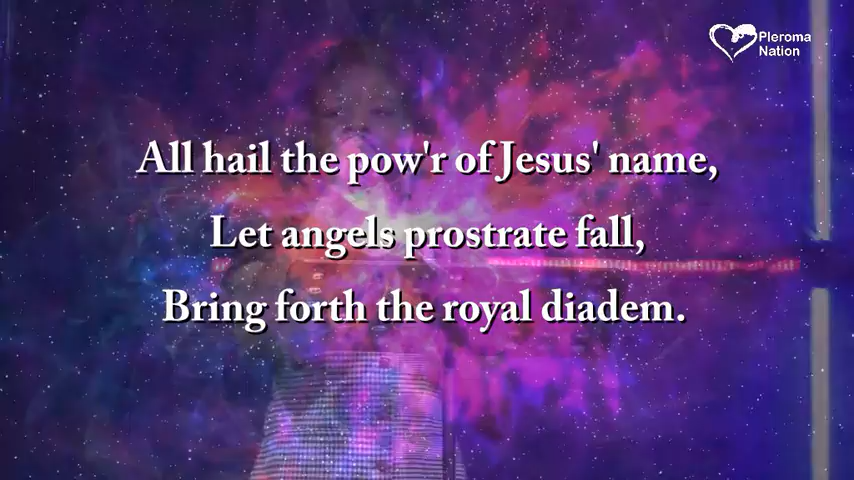 Pleroma
Nation
All hail the pow'r of Jesus' name,
Let angels prostrate fall,
Bring forth the royal diadem.